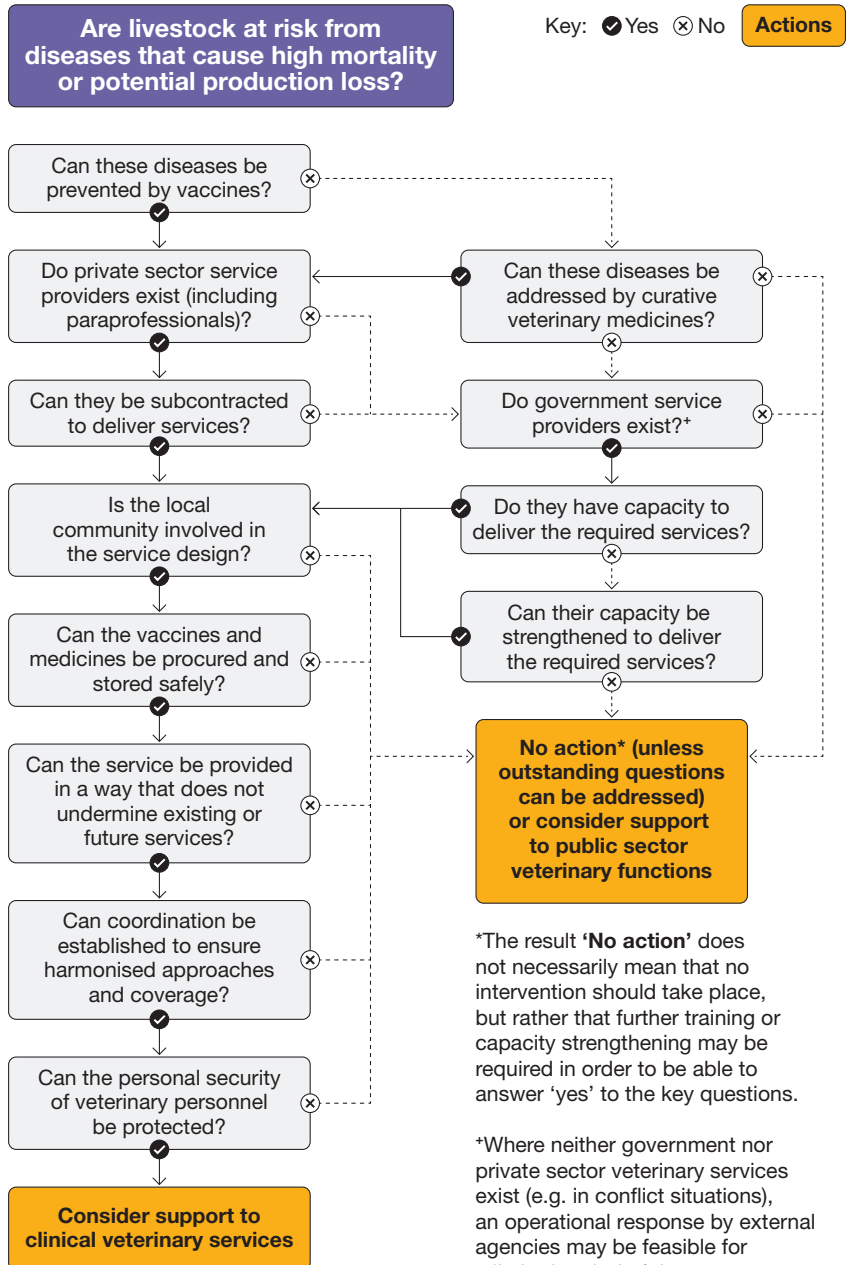 Are livestock at risk from
diseases that cause high mortality
or potential production loss?
Key: Yes No Actions
Can these diseases be
prevented by vaccines?
Do private sector service
providers exist (including
paraprofessionals)?
Can these diseases be
addressed by curative
veterinary medicines?
Can they be subcontracted
to deliver services?
Do government service
providers exist?+
Is the local
community involved in
the service design?
Do they have capacity to
deliver the required services?
Can the vaccines and
medicines be procured and
stored safely?
Can their capacity be
strengthened to deliver
the required services?
Can the service be provided
in a way that does not
undermine existing or
future services?
No action* (unless
outstanding questions
can be addressed)
or consider support
to public sector
veterinary functions
Can coordination be
established to ensure
harmonised approaches
and coverage?
Can the personal security
of veterinary personnel
be protected?
Consider support to
clinical veterinary services
*The result ‘No action’ does
not necessarily mean that no
intervention should take place,
but rather that further training or
capacity strengthening may be
required in order to be able to
answer ‘yes’ to the key questions.
+Where neither government nor
private sector veterinary services
exist (e.g. in conflict situations),
an operational response by external
agencies may be feasible for